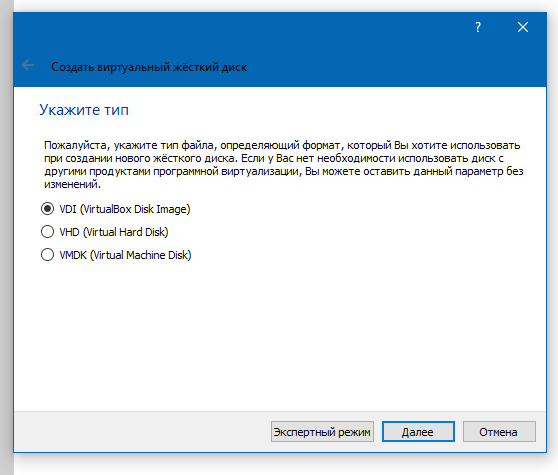 ?
Создать виртуальный жёсткий диск
Укажите тип
Пожалуйста, укажите тип файла, определяющий формат, который Вы хотите использовать
при создании нового жёсткого диска. Если у Вас нет необходимости использовать диск с
другими продуктами программной виртуализации, Вы можете оставить данный параметр без
изменений.
VDI (VirtualBox Disk Image)
VHD (Virtual Hard Disk)
VMDK (Virtual Machine Disk)
Экспертный режим Далее Отмена